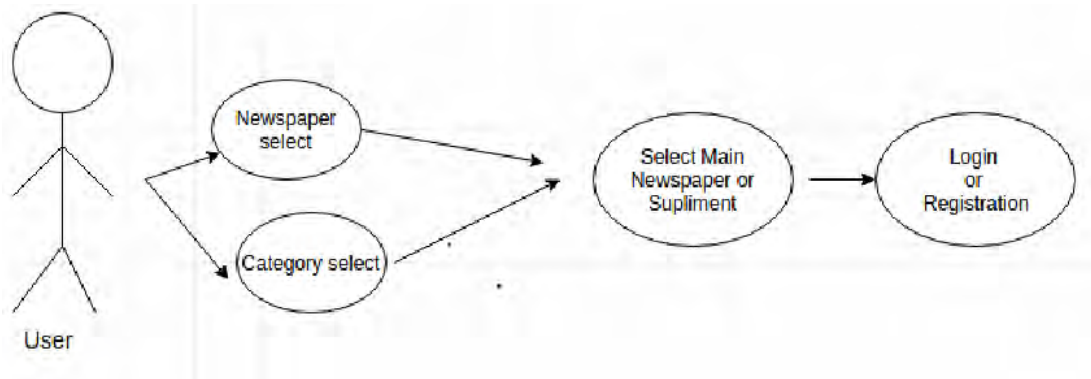 Newspaper
select
Category select
Select Main
Newspaper or
Supliment
Login
or
Registration
User